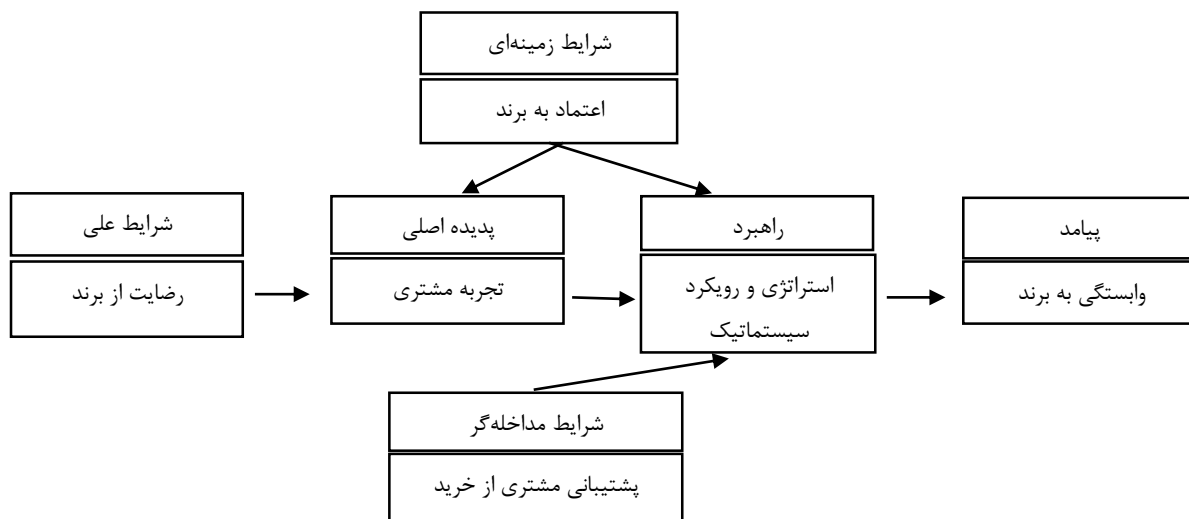 شرایط زمینه‌ای
اعتماد به برند
شرایط علی
رضایت از برند
پدیده اصلی
تجربه مشتری
راهبرد
استراتژی و رویکرد
سیستماتیک
پیامد
وابستگی به برند
شرایط مداخله‌گر
پشتیبانی مشتری از خرید